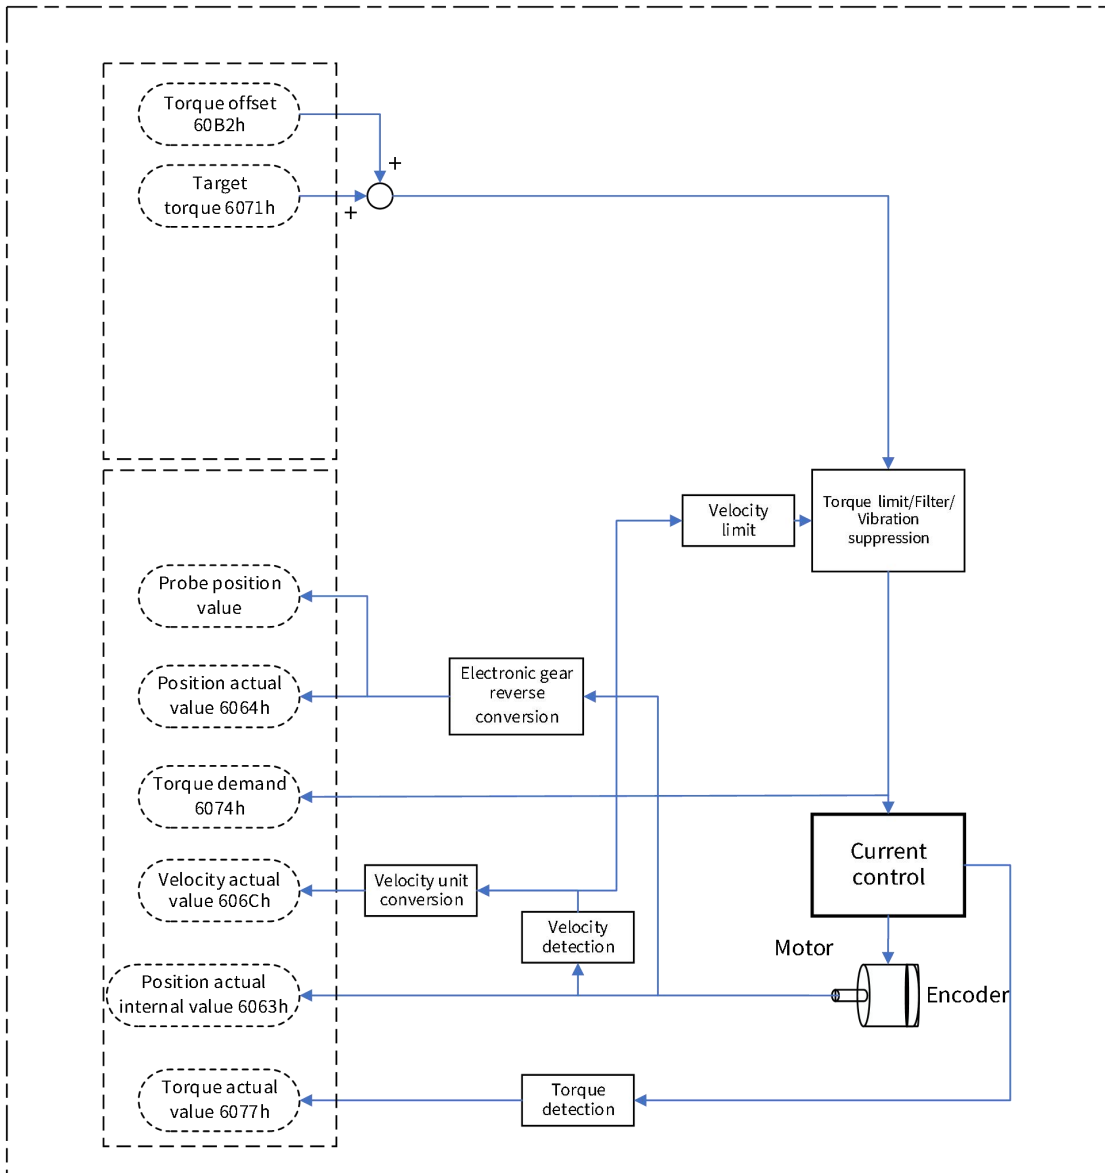 Torque offset
60B2h
+
Target
torque 6071h
+
Velocity
limit
Torque limit/Filter/
Vibration
suppression
Probe position
value
Electronic gear
reverse
conversion
Position actual
value 6064h
Torque demand
6074h
Current
control
Velocity actual
value 606Ch
Velocity unit
conversion
Velocity
detection
Motor
Position actual
internal value 6063h
Encoder
Torque actual
value 6077h
Torque
detection